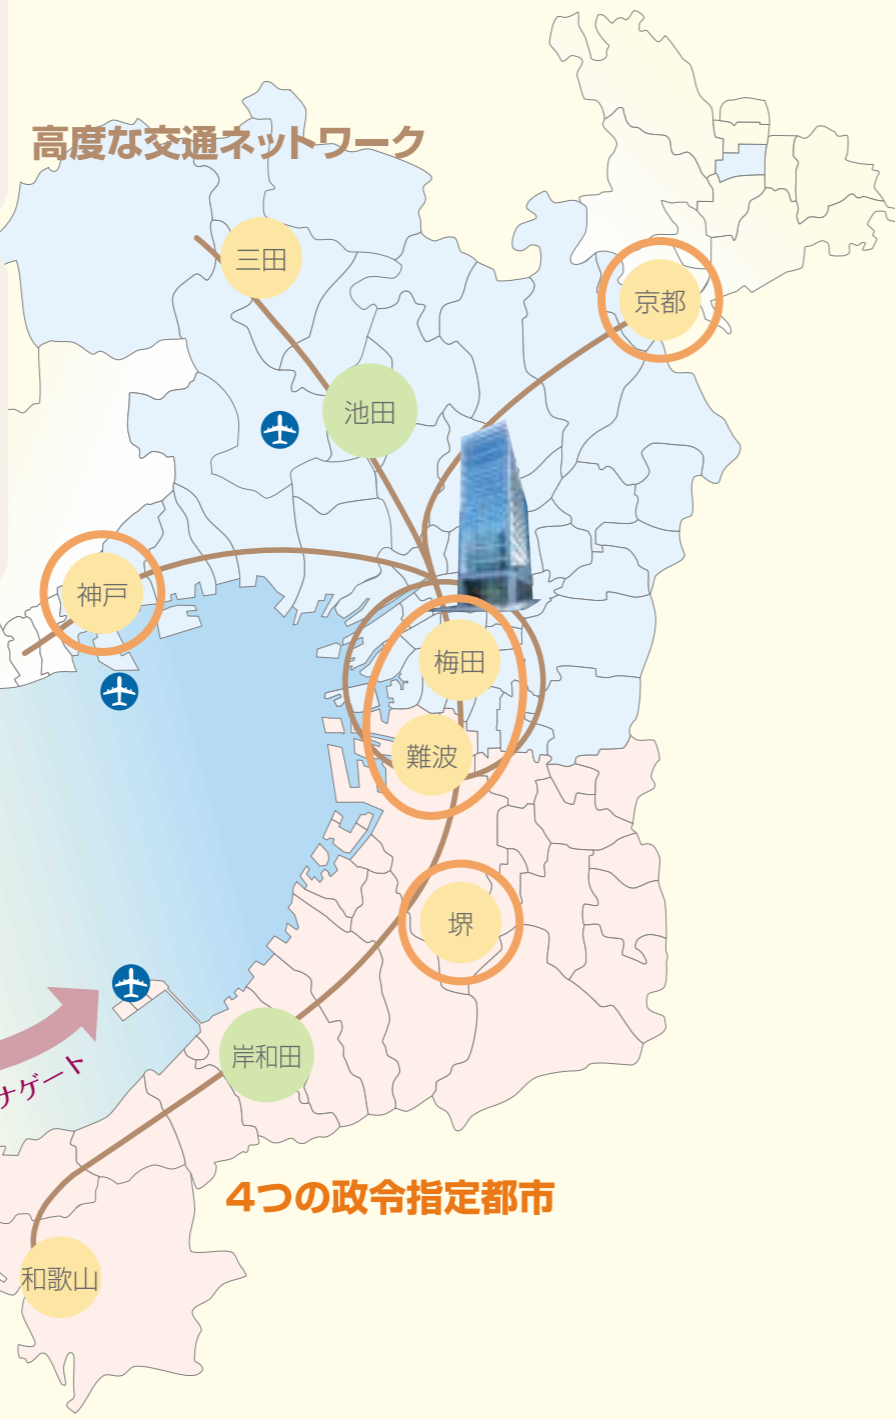 高度な交通ネットワーク
三田
京都
池田
神戸
梅田
難波
堺
ナゲート
岸和田
4つの政令指定都市
和歌山